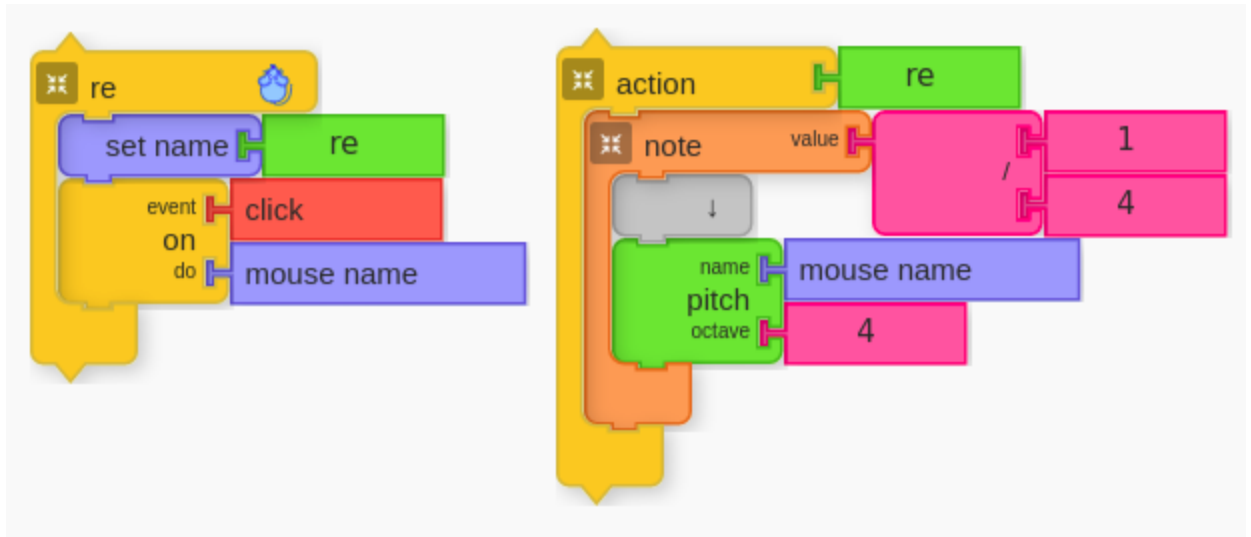 re
set name re
event click
on
do mouse name
action re
note value / 1
4
↓
name mouse name
pitch
octave 4